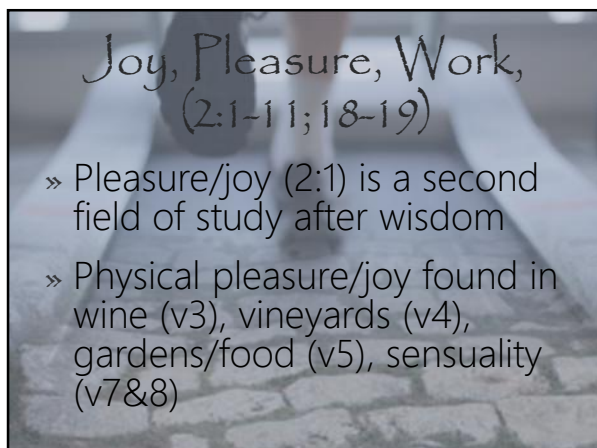 Joy, Pleasure, Work,
(2:1-11; 18-19)
» Pleasure/joy (2:1) is a second
field of study after wisdom
» Physical pleasure/joy found in
wine (v3), vineyards (v4),
gardens/food (v5), sensuality
(v7&8)